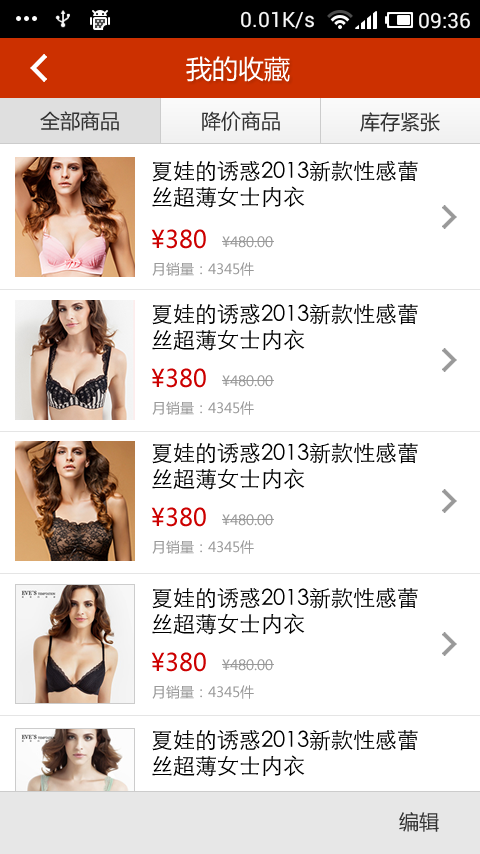 0.01K/s 09:36
我的收藏
全部商品 降价商品 库存紧张
夏娃的诱惑2013新款性感蕾
丝超薄女士内衣
¥380 ¥480.00
月销量：4345件
夏娃的诱惑2013新款性感蕾
丝超薄女士内衣
¥380 ¥480.00
月销量：4345件
夏娃的诱惑2013新款性感蕾
丝超薄女士内衣
¥380 ¥480.00
月销量：4345件
EVE'S TEMPTATION
夏娃的诱惑2013新款性感蕾
丝超薄女士内衣
¥380 ¥480.00
月销量：4345件
EVE'S TEMPTATION
夏娃的诱惑2013新款性感蕾
丝超薄女士内衣
编辑